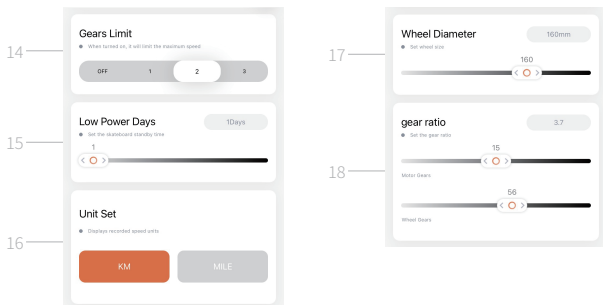 14
Gears Limit
When turned on, it will limit the maximum speed
OFF 1 2 3
15
Low Power Days 1Days
Set the skateboard standby time
1
16
Unit Set
Displays recorded speed units
KM MILE
17
Wheel Diameter 160mm
Set wheel size
160
18
gear ratio 3.7
Set the gear ratio
15
Motor Gears
56
Wheel Gears